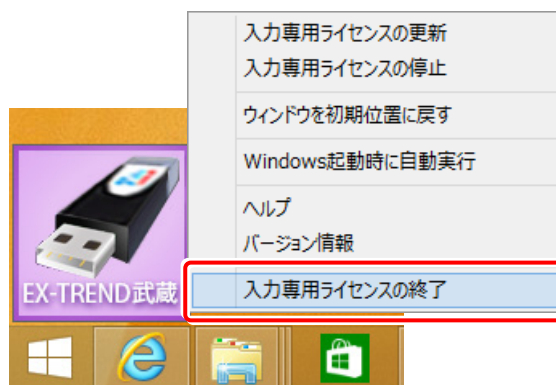 入力専用ライセンスの更新
入力専用ライセンスの停止
ウィンドウを初期位置に戻す
Windows起動時に自動実行
ヘルプ
バージョン情報
入力専用ライセンスの終了
EX-TREND武蔵